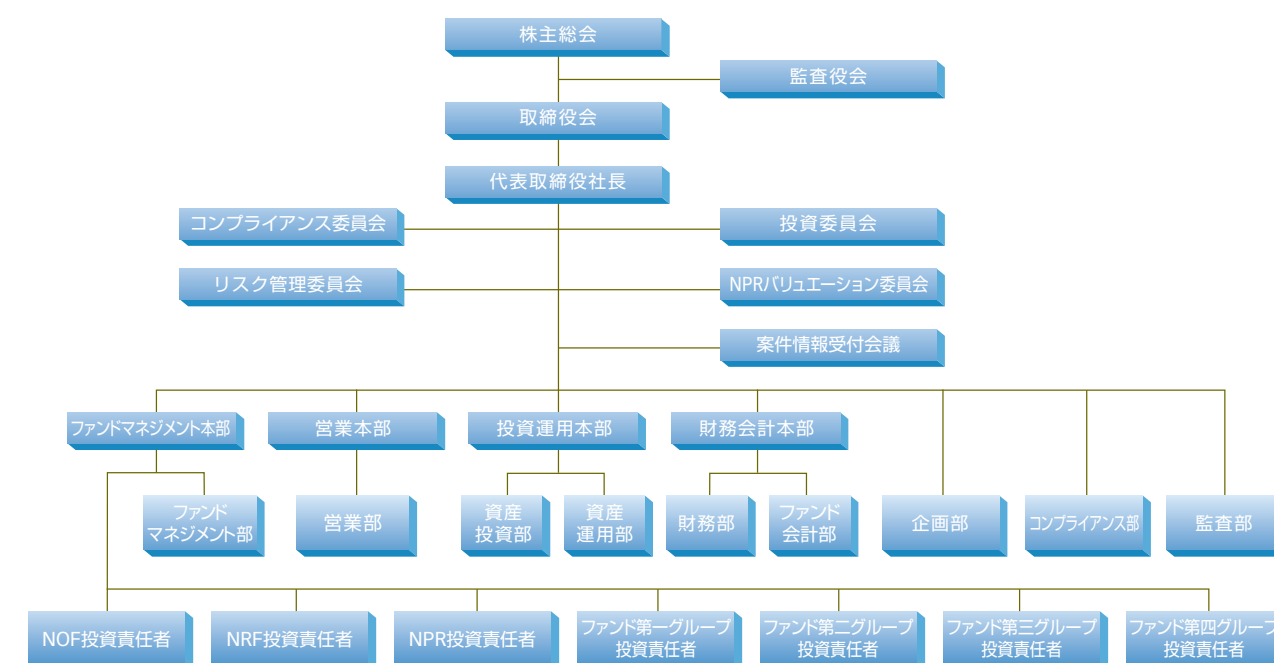 株主総会
監査役会
取締役会
代表取締役社長
コンプライアンス委員会
投資委員会
リスク管理委員会
NPRバリュエーション委員会
案件情報受付会議
ファンドマネジメント本部
営業本部
投資運用本部
財務会計本部
ファンド
マネジメント部
営業部
資産
投資部
資産
運用部
財務部
ファンド
会計部
企画部
コンプライアンス部
監査部
NOF投資責任者
NRF投資責任者
NPR投資責任者
ファンド第一グループ
投資責任者
ファンド第二グループ
投資責任者
ファンド第三グループ
投資責任者
ファンド第四グループ
投資責任者